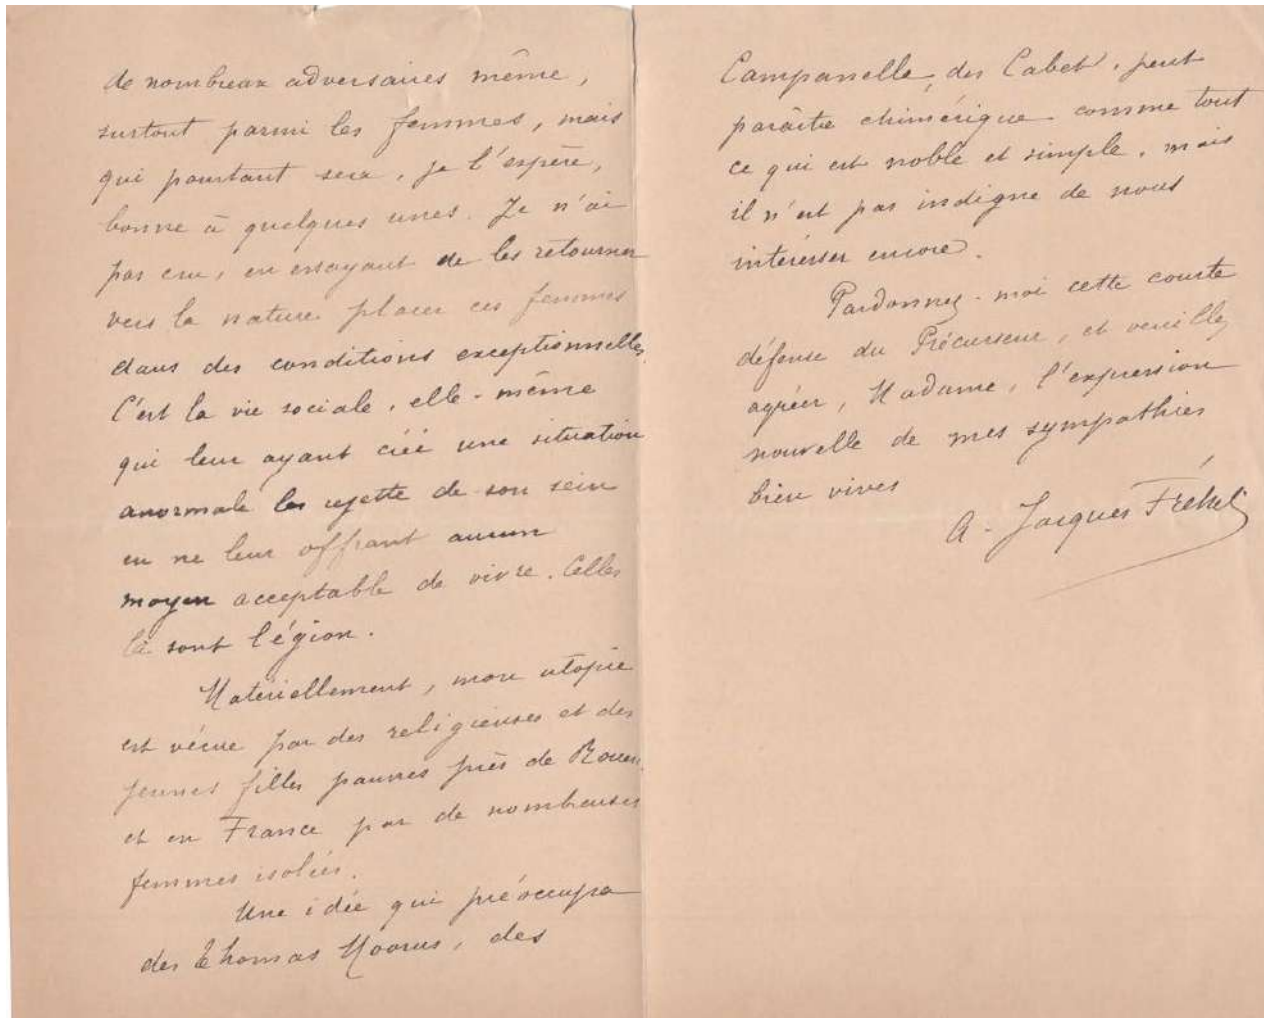 de nombreux adversaires même,
surtout parmi les femmes, mais
qui pourtant sera, je l'espère,
bonne à quelques unes. Je n'ai
pas cru, en essayant de les retourner
vers la nature placer ces femmes
dans des conditions exceptionnelles.
C'est la vie sociale, elle-même
qui leur ayant créé une situation
anormale les rejette de son sein
en ne leur offrant aucun
moyen acceptable de vivre. Celles
là sont légion.
Matériellement, mon utopie
est vécue par des religieuses et des
jeunes filles pauvres près de Rouen,
et en France par de nombreuses
femmes isolées.
Une idée qui préoccupa
des Thomas Moorus, des
Campanelle, des Cabet, peut
paraître chimérique comme tout
ce qui est noble et simple, mais
il n'est pas indigne de nous
intéresser encore.
Pardonnez-moi cette courte
défense du Précurseur, et veuillez
agréer, Madame, l'expression
nouvelle de mes sympathies
bien vives
A. Jacques Fréhel